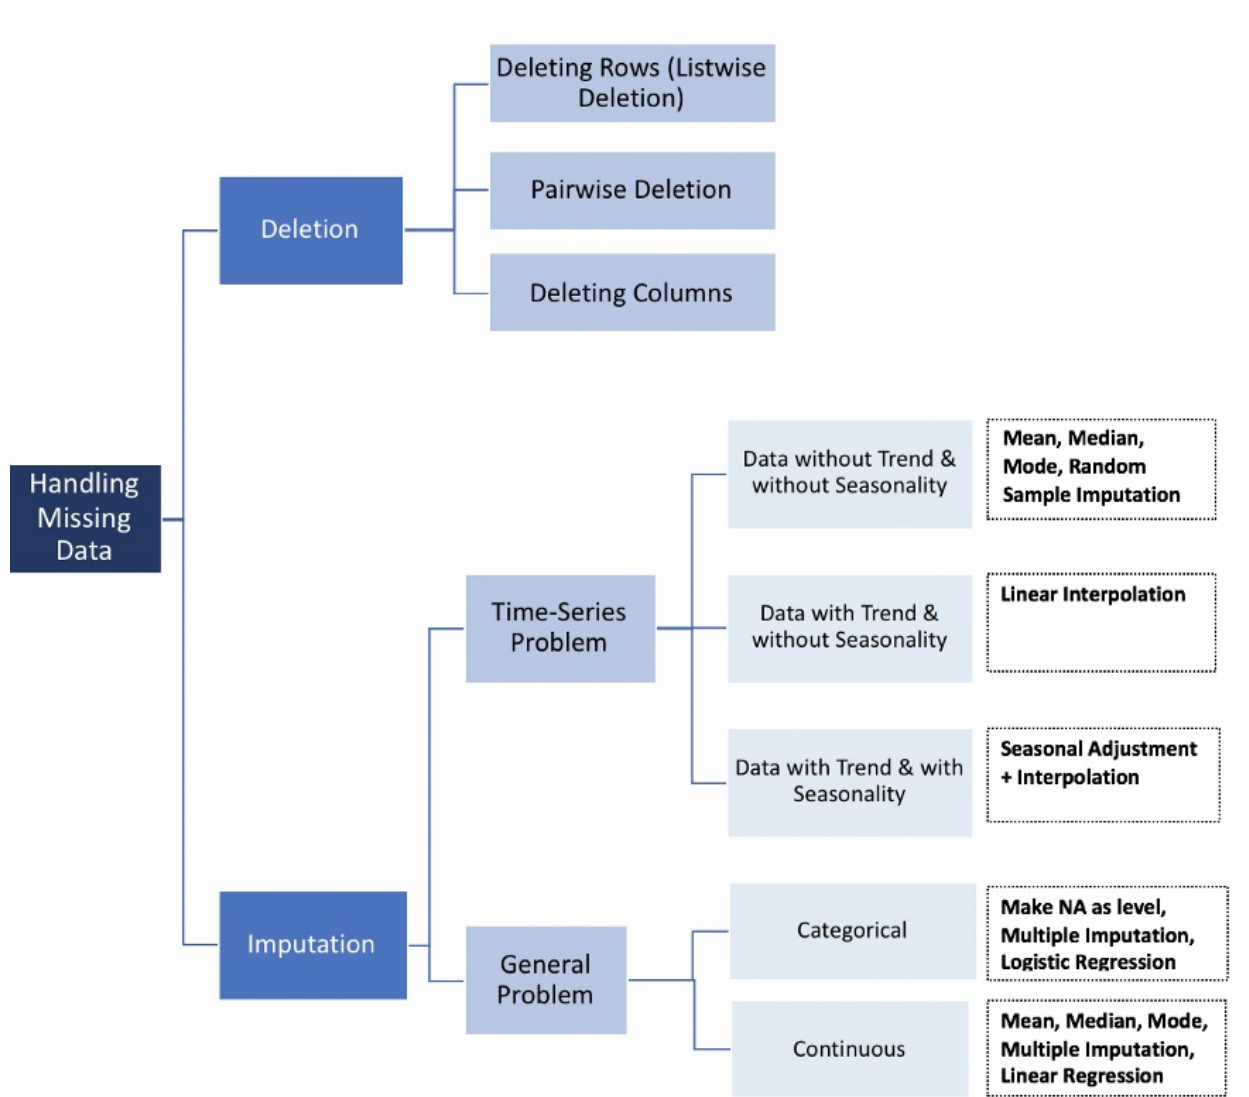 Deleting Rows (Listwise
Deletion)
Pairwise Deletion
Deletion
Deleting Columns
Handling
Missing
Data
Data without Trend &
without Seasonality
Mean, Median,
Mode, Random
Sample Imputation
Time-Series
Problem
Data with Trend &
without Seasonality
Linear Interpolation
Data with Trend & with
Seasonality
Seasonal Adjustment
+ Interpolation
Imputation
General
Problem
Categorical
Make NA as level,
Multiple Imputation,
Logistic Regression
Continuous
Mean, Median, Mode,
Multiple Imputation,
Linear Regression